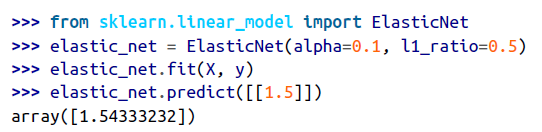 >>> from sklearn.linear_model import ElasticNet
>>> elastic_net = ElasticNet(alpha=0.1, l1_ratio=0.5)
>>> elastic_net.fit(X, y)
>>> elastic_net.predict([[1.5]])
array([1.54333232])